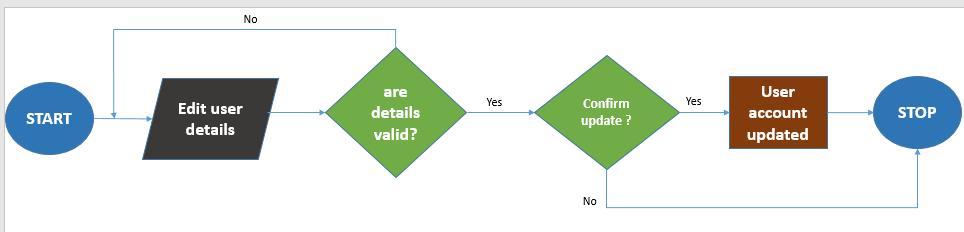 No
START
Edit user
details
are
details
valid?
Yes
Confirm
update ?
Yes
User
account
updated
STOP
No